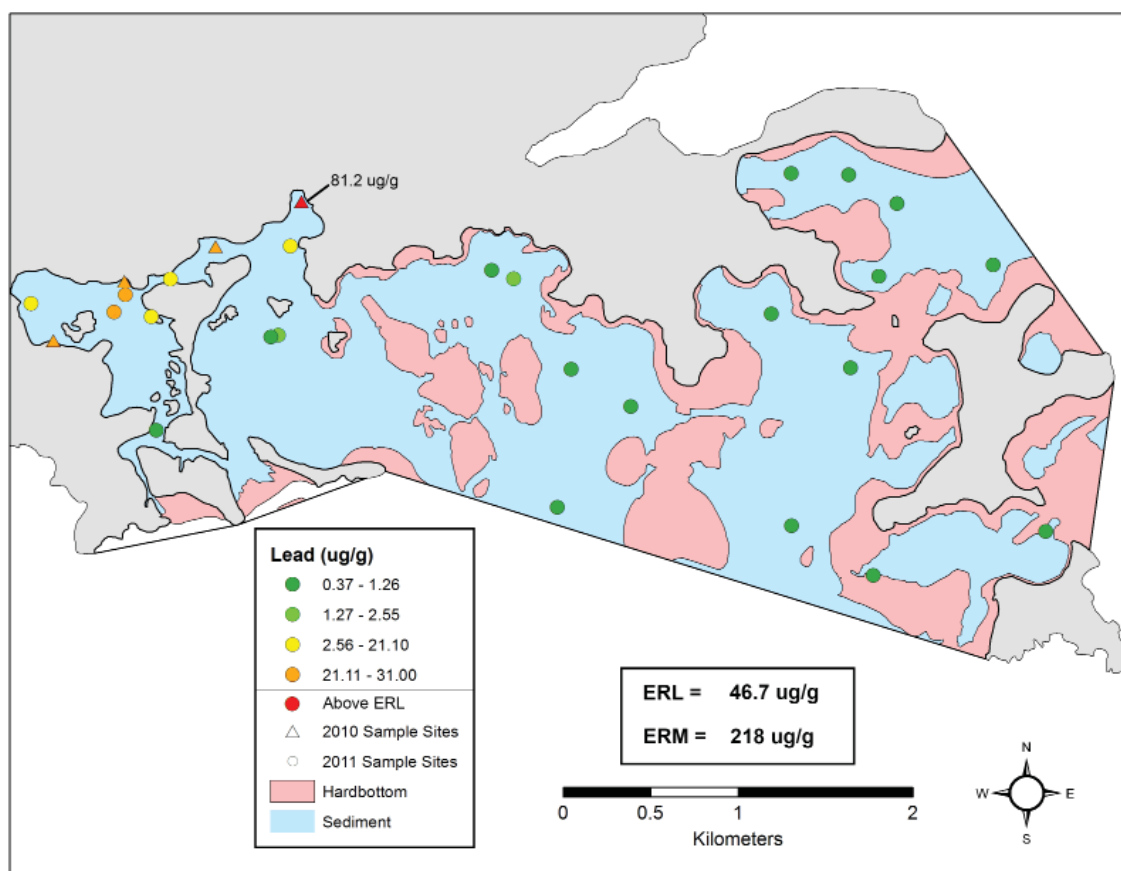 81.2 ug/g
Lead (ug/g)
0.37 - 1.26
1.27 - 2.55
2.56 - 21.10
21.11 - 31.00
Above ERL
2010 Sample Sites
2011 Sample Sites
Hardbottom
Sediment
ERL = 46.7 ug/g
ERM = 218 ug/g
N
W E
S
0 0.5 1 2
Kilometers